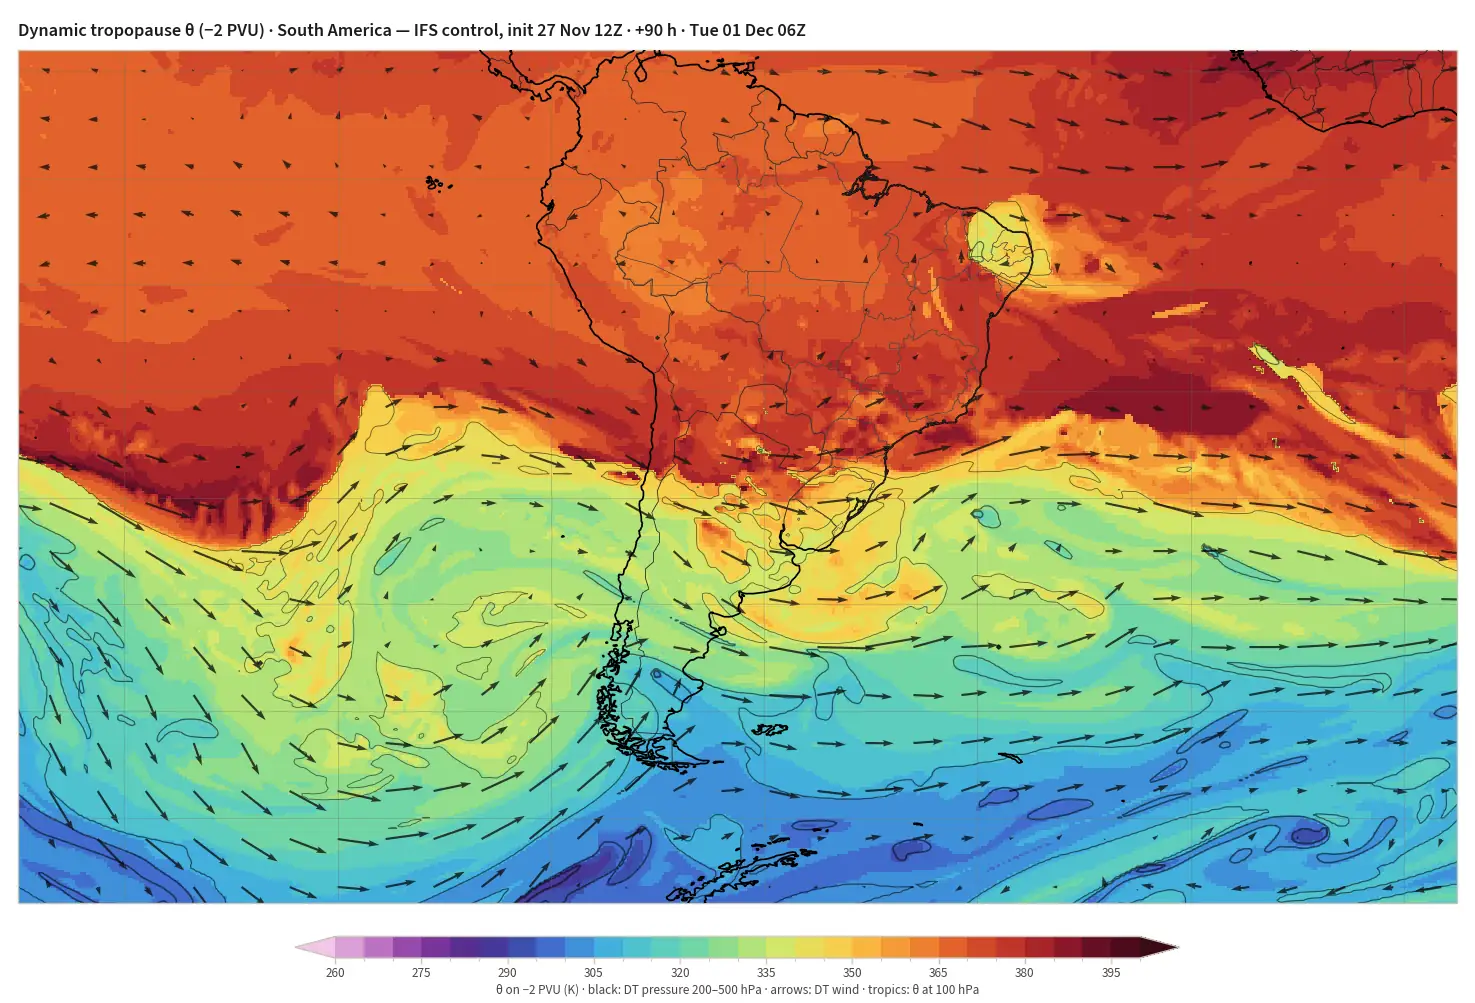 Dynamic tropopause θ (−2 PVU) · South America — IFS control, init 27 Nov 12Z · +90 h · Tue 01 Dec 06Z
260 275 290 305 320 335 350 365 380 395
θ on −2 PVU (K) · black: DT pressure 200–500 hPa · arrows: DT wind · tropics: θ at 100 hPa